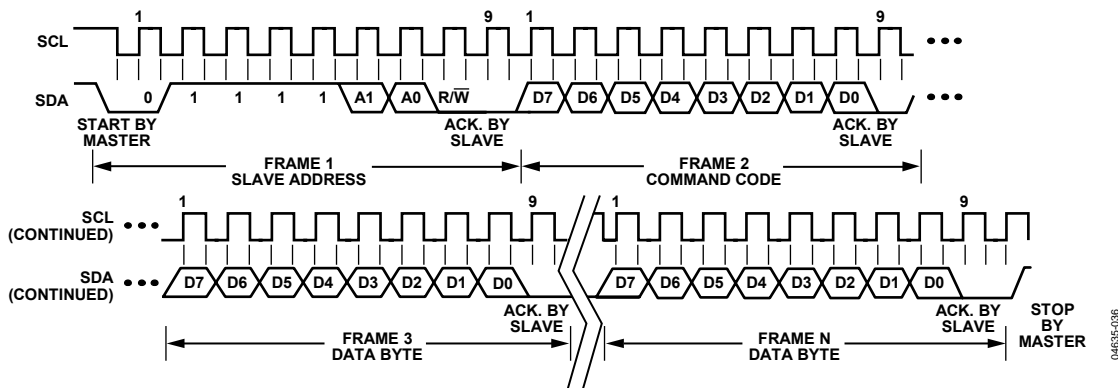 1 9 1 9
SCL
SDA 0 1 1 1 1 A1 A0 R/W̅ D7 D6 D5 D4 D3 D2 D1 D0
START BY
MASTER
ACK. BY
SLAVE
ACK. BY
SLAVE
FRAME 1
SLAVE ADDRESS
FRAME 2
COMMAND CODE
1 9 1 9
SCL
(CONTINUED)
SDA
(CONTINUED)
D7 D6 D5 D4 D3 D2 D1 D0 D7 D6 D5 D4 D3 D2 D1 D0
ACK. BY
SLAVE
ACK. BY
SLAVE
STOP
BY
MASTER
FRAME 3
DATA BYTE
FRAME N
DATA BYTE
04635-036